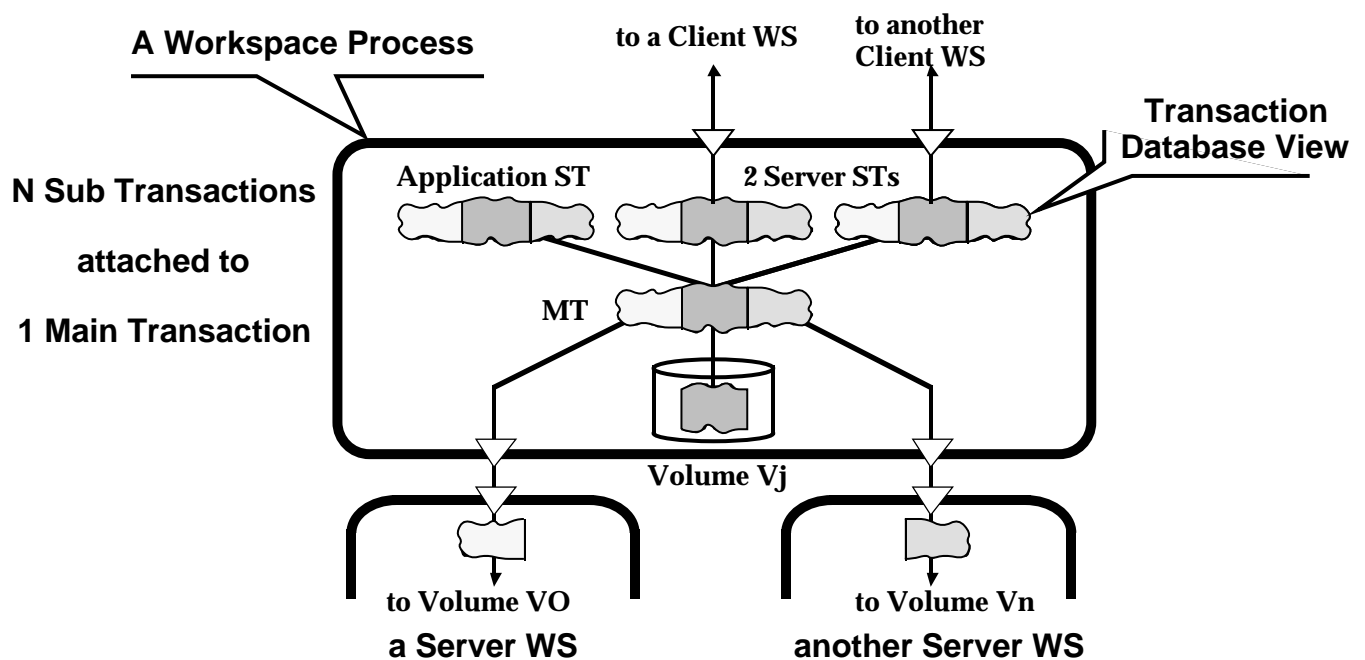 A Workspace Process
to a Client WS
to another
Client WS
Transaction
Database View
N Sub Transactions
attached to
1 Main Transaction
Application ST
2 Server STs
MT
Volume Vj
to Volume VO
a Server WS
to Volume Vn
another Server WS